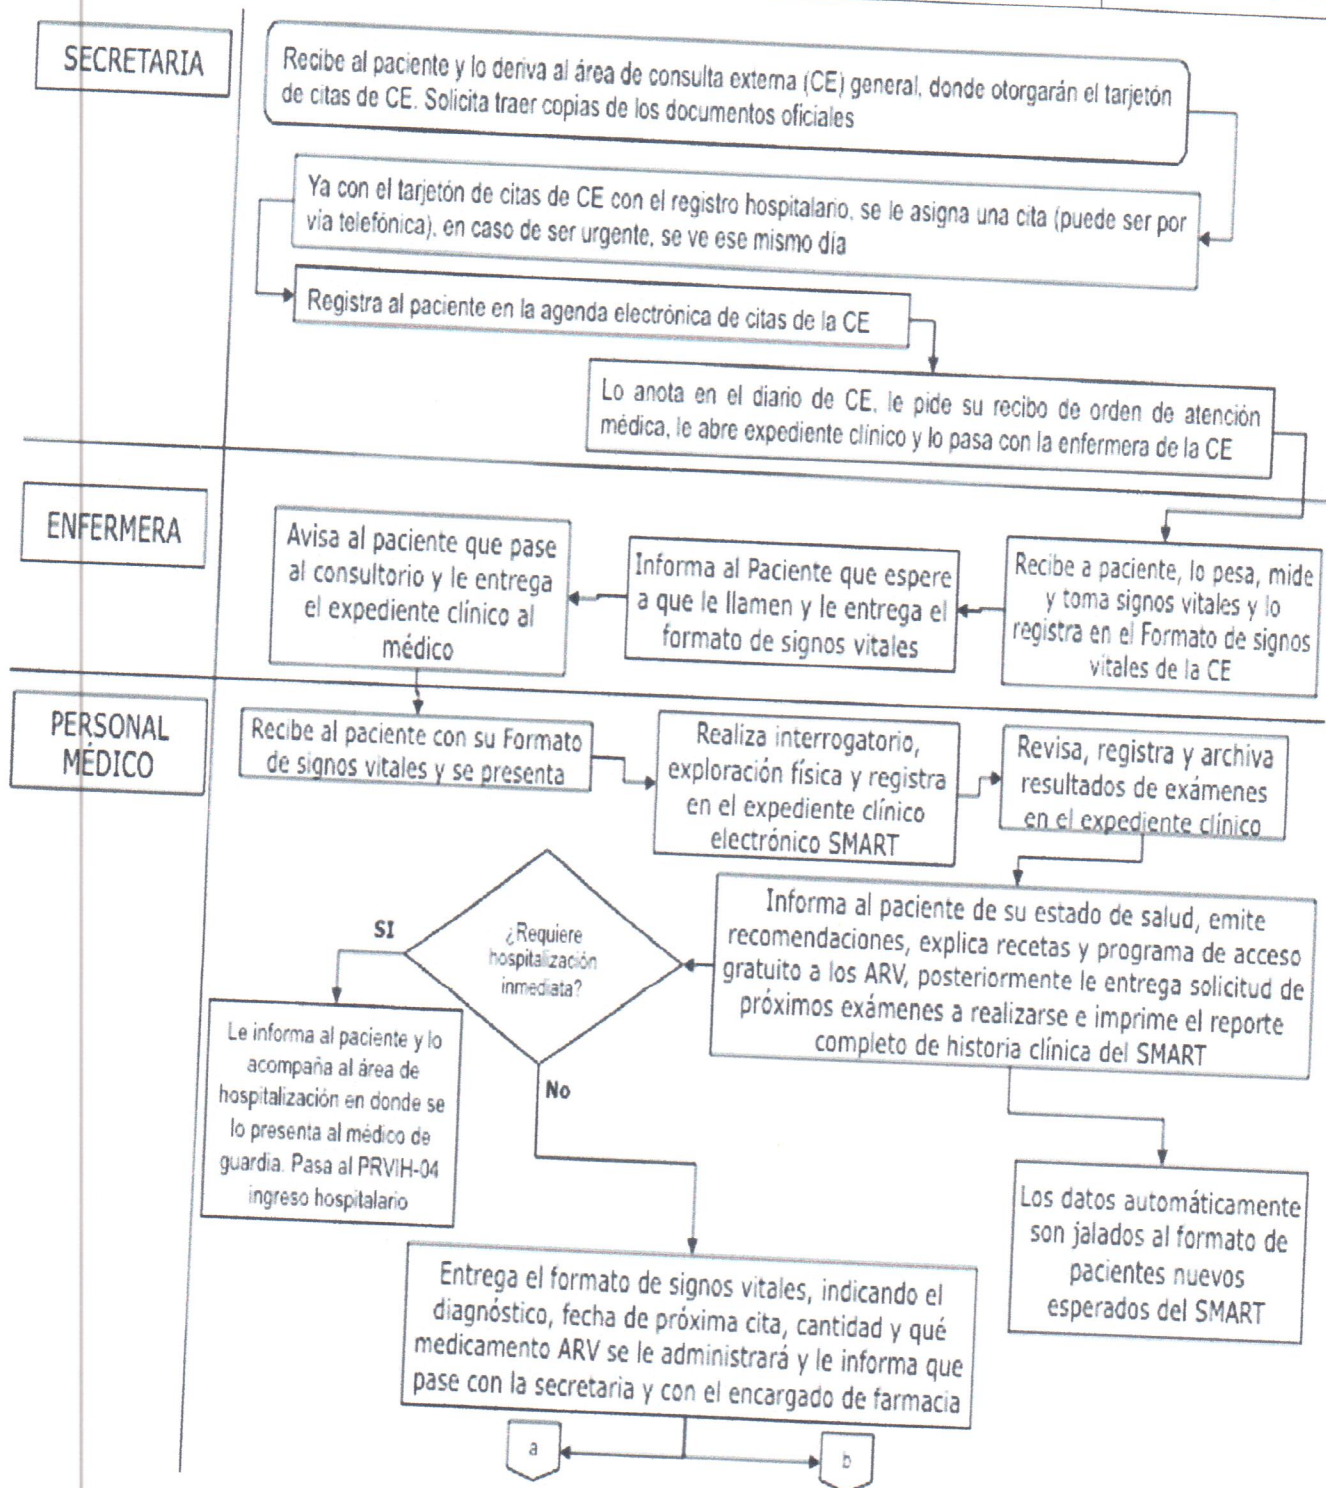 SECRETARIA
Recibe al paciente y lo deriva al área de consulta externa (CE) general, donde otorgarán el tarjetón
de citas de CE. Solicita traer copias de los documentos oficiales
Ya con el tarjetón de citas de CE con el registro hospitalario, se le asigna una cita (puede ser por
via telefónica), en caso de ser urgente, se ve ese mismo día
Registra al paciente en la agenda electrónica de citas de la CE
Lo anota en el diario de CE, le pide su recibo de orden de atención
médica, le abre expediente clínico y lo pasa con la enfermera de la CE
ENFERMERA
Recibe a paciente, lo pesa, mide
y toma signos vitales y lo
registra en el Formato de signos
vitales de la CE
Informa al Paciente que espere
a que le llamen y le entrega el
formato de signos vitales
Avisa al paciente que pase
al consultorio y le entrega
el expediente clínico al
médico
PERSONAL
MÉDICO
Recibe al paciente con su Formato
de signos vitales y se presenta
Realiza interrogatorio,
exploración física y registra
en el expediente clínico
electrónico SMART
Revisa, registra y archiva
resultados de exámenes
en el expediente clínico
Informa al paciente de su estado de salud, emite
recomendaciones, explica recetas y programa de acceso
gratuito a los ARV, posteriormente le entrega solicitud de
próximos exámenes a realizarse e imprime el reporte
completo de historia clínica del SMART
¿Requiere
hospitalización
inmediata?
SI
Le informa al paciente y lo
acompaña al área de
hospitalización en donde se
lo presenta al médico de
guardia. Pasa al PRVIH-04
ingreso hospitalario
No
Los datos automáticamente
son jalados al formato de
pacientes nuevos
esperados del SMART
Entrega el formato de signos vitales, indicando el
diagnóstico, fecha de próxima cita, cantidad y qué
medicamento ARV se le administrará y le informa que
pase con la secretaria y con el encargado de farmacia
a
b